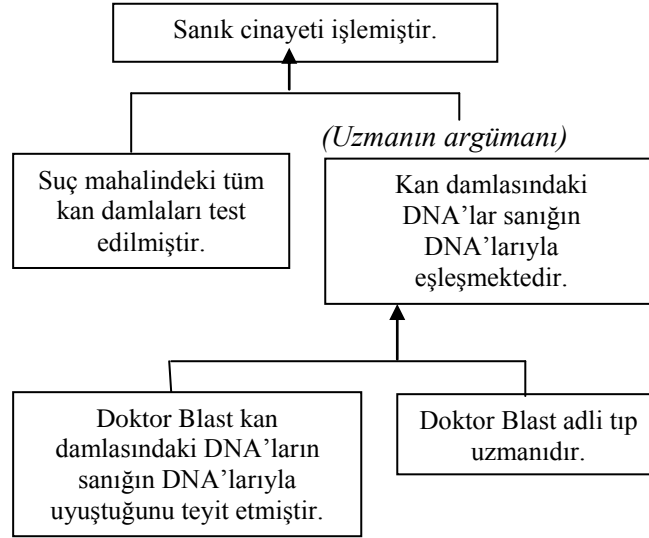 Sanık cinayeti işlemiştir.
(Uzmanın argümanı)
Suç mahalindeki tüm
kan damlaları test
edilmiştir.
Kan damlasındaki
DNA’lar sanığın
DNA’larıyla
eşleşmektedir.
Doktor Blast kan
damlasındaki DNA’ların
sanığın DNA’larıyla
uyuştuğunu teyit etmiştir.
Doktor Blast adli tıp
uzmanıdır.